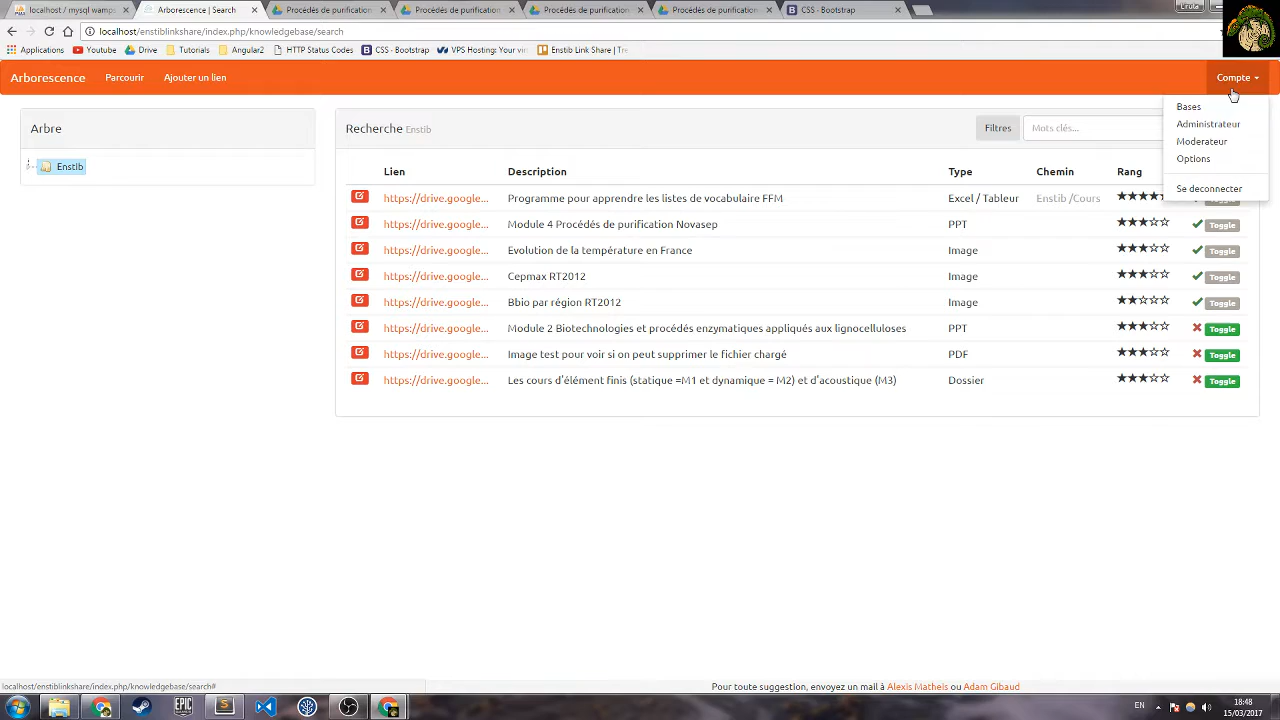 localhost / mysql wamps
Arborescence | Search
Procédés de purification
Procédés de purification
Procédés de purification
Procédés de purification
CSS · Bootstrap
localhost/enstiblinkshare/index.php/knowledgebase/search
Applications
Youtube
Drive
Tutorials
Angular2
HTTP Status Codes
CSS · Bootstrap
VPS Hosting: Your vir
Enstib Link Share | Tre
Arborescence
Parcourir
Ajouter un lien
Compte
Bases
Administrateur
Moderateur
Options
Se deconnecter
Arbre
Enstib
Recherche Enstib
Filtres
Mots clés...
Lien Description Type Chemin Rang
https://drive.google... Programme pour apprendre les listes de vocabulaire FFM Excel / Tableur Enstib /Cours ★★★★ Toggle
https://drive.google... Module 4 Procédés de purification Novasep PPT ★★★☆☆ ✔ Toggle
https://drive.google... Evolution de la température en France Image ★★★☆☆ ✔ Toggle
https://drive.google... Cepmax RT2012 Image ★★★☆☆ ✔ Toggle
https://drive.google... Bbio par région RT2012 Image ★★☆☆☆ ✔ Toggle
https://drive.google... Module 2 Biotechnologies et procédés enzymatiques appliqués aux lignocelluloses PPT ★★★☆☆ ✖ Toggle
https://drive.google... Image test pour voir si on peut supprimer le fichier chargé PDF ★★★☆☆ ✖ Toggle
https://drive.google... Les cours d'élément finis (statique =M1 et dynamique = M2) et d'acoustique (M3) Dossier ★★★☆☆ ✖ Toggle
localhost/enstiblinkshare/index.php/knowledgebase/search#
Pour toute suggestion, envoyez un mail à Alexis Matheis ou Adam Gibaud
EPIC
EN
18:48
15/03/2017